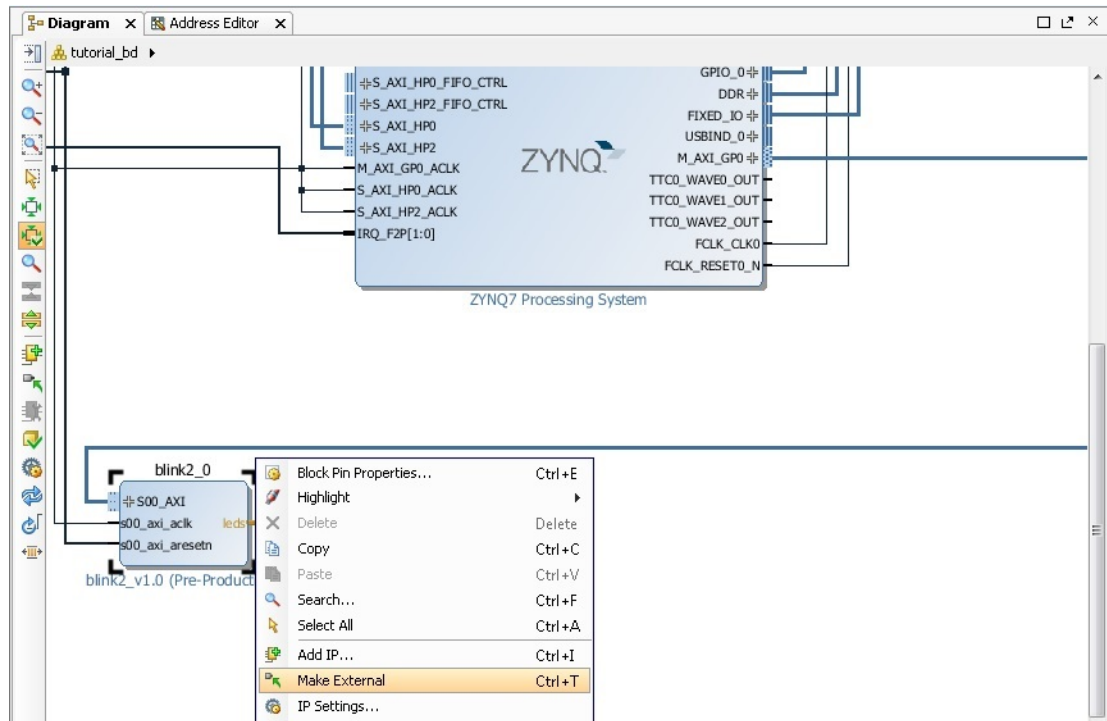 Diagram
Address Editor
tutorial_bd
S_AXI_HP0_FIFO_CTRL
S_AXI_HP2_FIFO_CTRL
S_AXI_HP0
S_AXI_HP2
M_AXI_GP0_ACLK
S_AXI_HP0_ACLK
S_AXI_HP2_ACLK
IRQ_F2P[1:0]
ZYNQ
GPIO_0
DDR
FIXED_IO
USBIND_0
M_AXI_GP0
TTC0_WAVE0_OUT
TTC0_WAVE1_OUT
TTC0_WAVE2_OUT
FCLK_CLK0
FCLK_RESET0_N
ZYNQ7 Processing System
blink2_0
S00_AXI
s00_axi_aclk leds
s00_axi_aresetn
blink2_v1.0 (Pre-Product
Block Pin Properties... Ctrl+E
Highlight
Delete Delete
Copy Ctrl+C
Paste Ctrl+V
Search... Ctrl+F
Select All Ctrl+A
Add IP... Ctrl+I
Make External Ctrl+T
IP Settings...